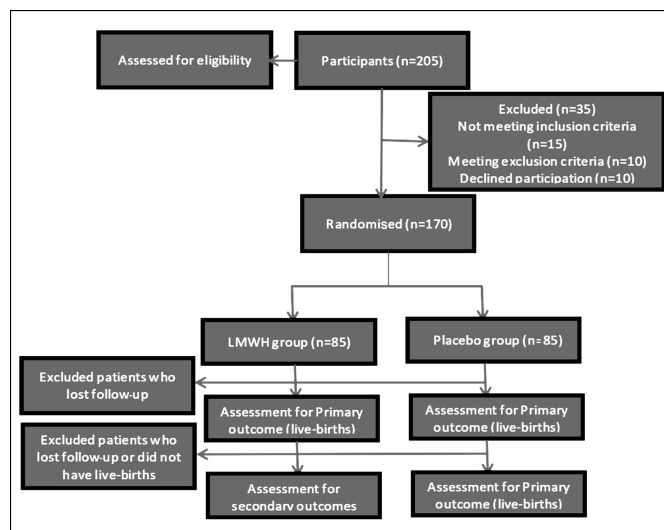 Assessed for eligibility
Participants (n=205)
Excluded (n=35)
Not meeting inclusion criteria
(n=15)
Meeting exclusion criteria (n=10)
Declined participation (n=10)
Randomised (n=170)
LMWH group (n=85)
Placebo group (n=85)
Excluded patients who
lost follow-up
Assessment for Primary
outcome (live-births)
Assessment for Primary
outcome (live-births)
Excluded patients who
lost follow-up or did not
have live-births
Assessment for
secondary outcomes
Assessment for Primary
outcome (live-births)